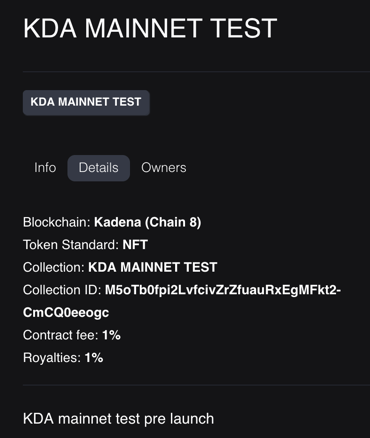 KDA MAINNET TEST
KDA MAINNET TEST
Info Details Owners
Blockchain: Kadena (Chain 8)
Token Standard: NFT
Collection: KDA MAINNET TEST
Collection ID: M5oTb0fpi2LvfcivZrZfuauRxEgMFkt2-
CmCQ0eeogc
Contract fee: 1%
Royalties: 1%
KDA mainnet test pre launch